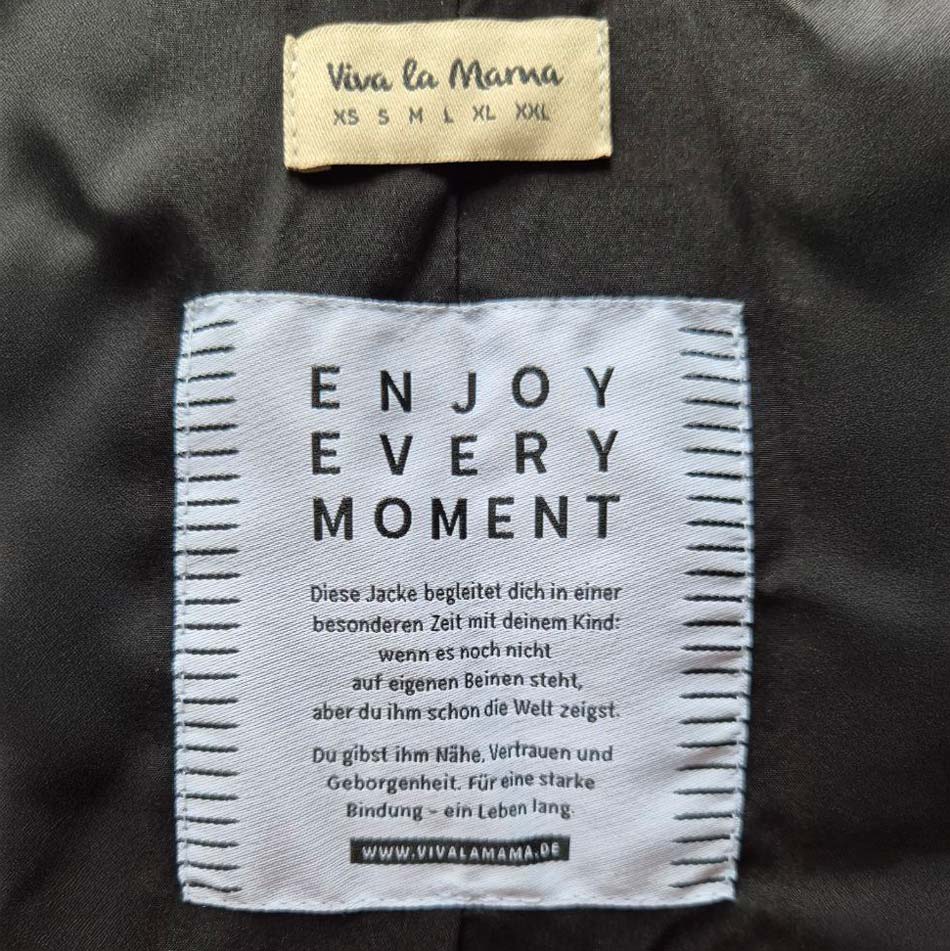 Viva la Mama
XS S M L XL XXL
ENJOY
EVERY
MOMENT
Diese Jacke begleitet dich in einer
besonderen Zeit mit deinem Kind:
wenn es noch nicht
auf eigenen Beinen steht,
aber du ihm schon die Welt zeigst.
Du gibst ihm Nähe, Vertrauen und
Geborgenheit. Für eine starke
Bindung – ein Leben lang.
WWW.VIVALAMAMA.DE